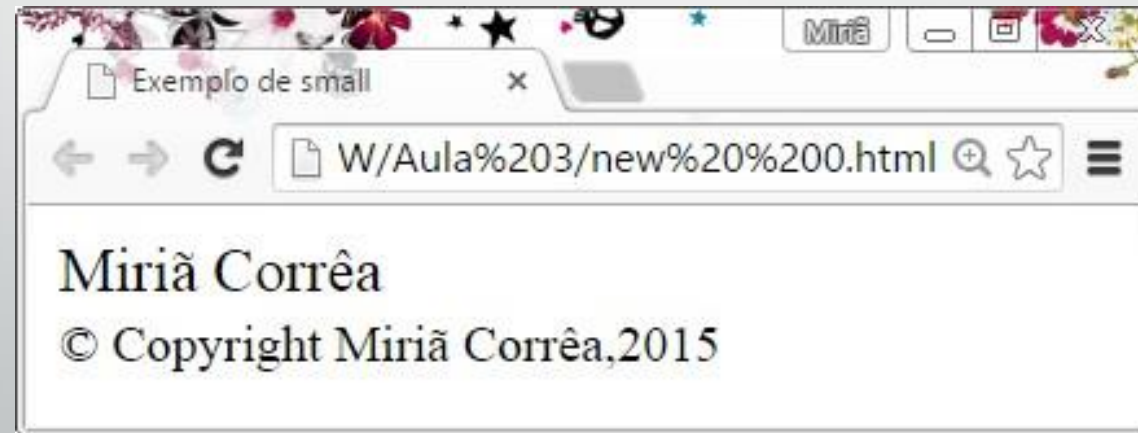 Miriã
Exemplo de small
W/Aula%203/new%20%200.html
Miriã Corrêa
© Copyright Miriã Corrêa,2015